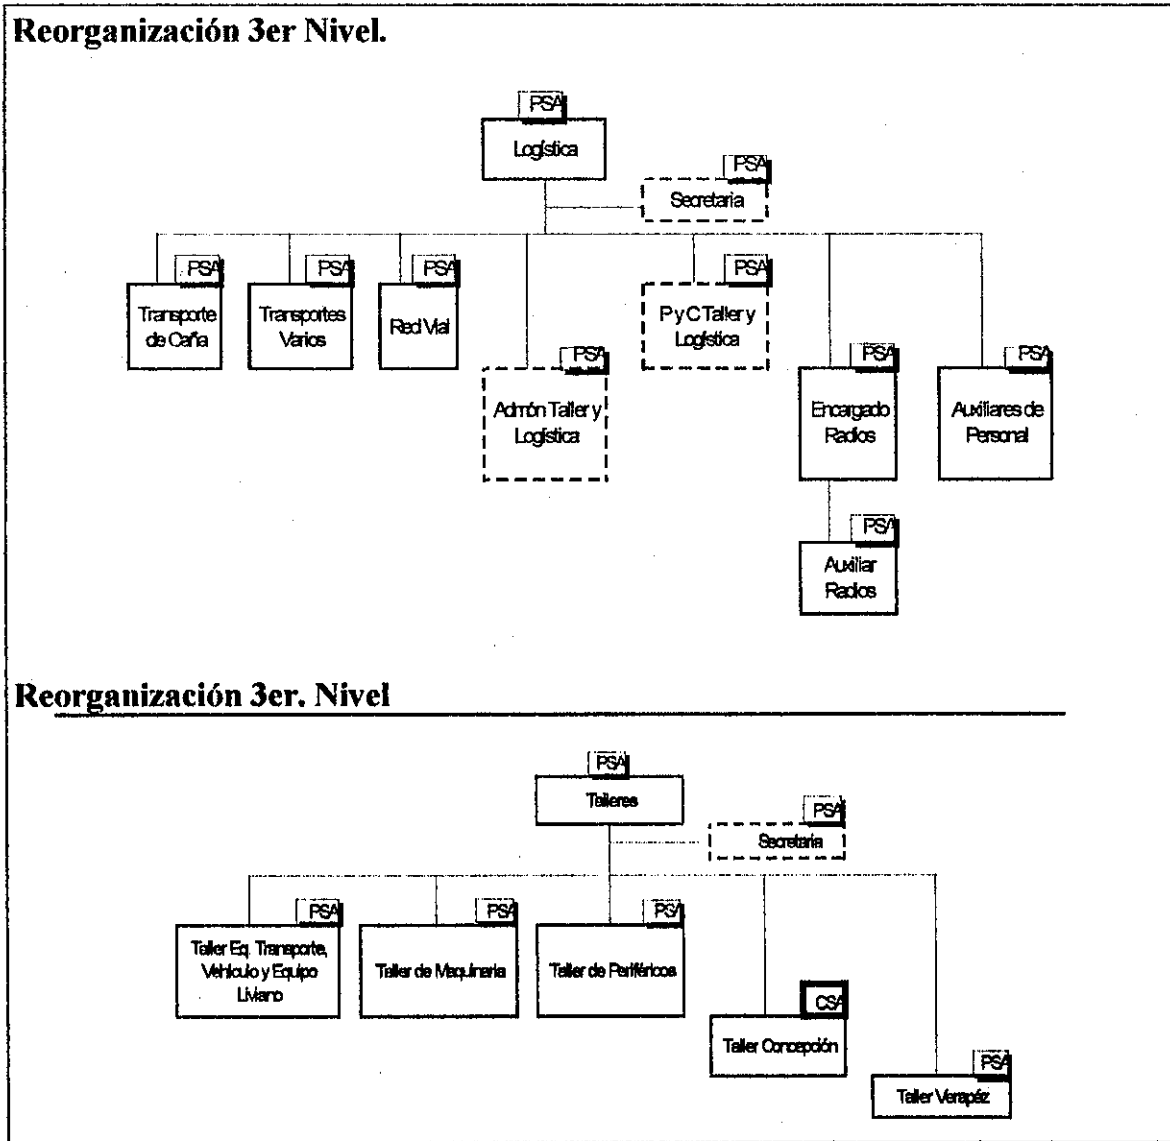 Reorganización 3er Nivel.
PSA
Logística
PSA
Secretaria
PSA
Transporte
de Caña
PSA
Transportes
Varios
PSA
Red Vial
PSA
P y C Taller y
Logística
PSA
Admón Taller y
Logística
PSA
Encargado
Radios
PSA
Auxiliares de
Personal
PSA
Auxiliar
Radios
Reorganización 3er. Nivel
PSA
Talleres
PSA
Secretaria
PSA
Taller Eq. Transporte,
Vehículo y Equipo
Liviano
PSA
Taller de Maquinaria
PSA
Taller de Periféricos
CSA
Taller Concepción
PSA
Taller Verapáz